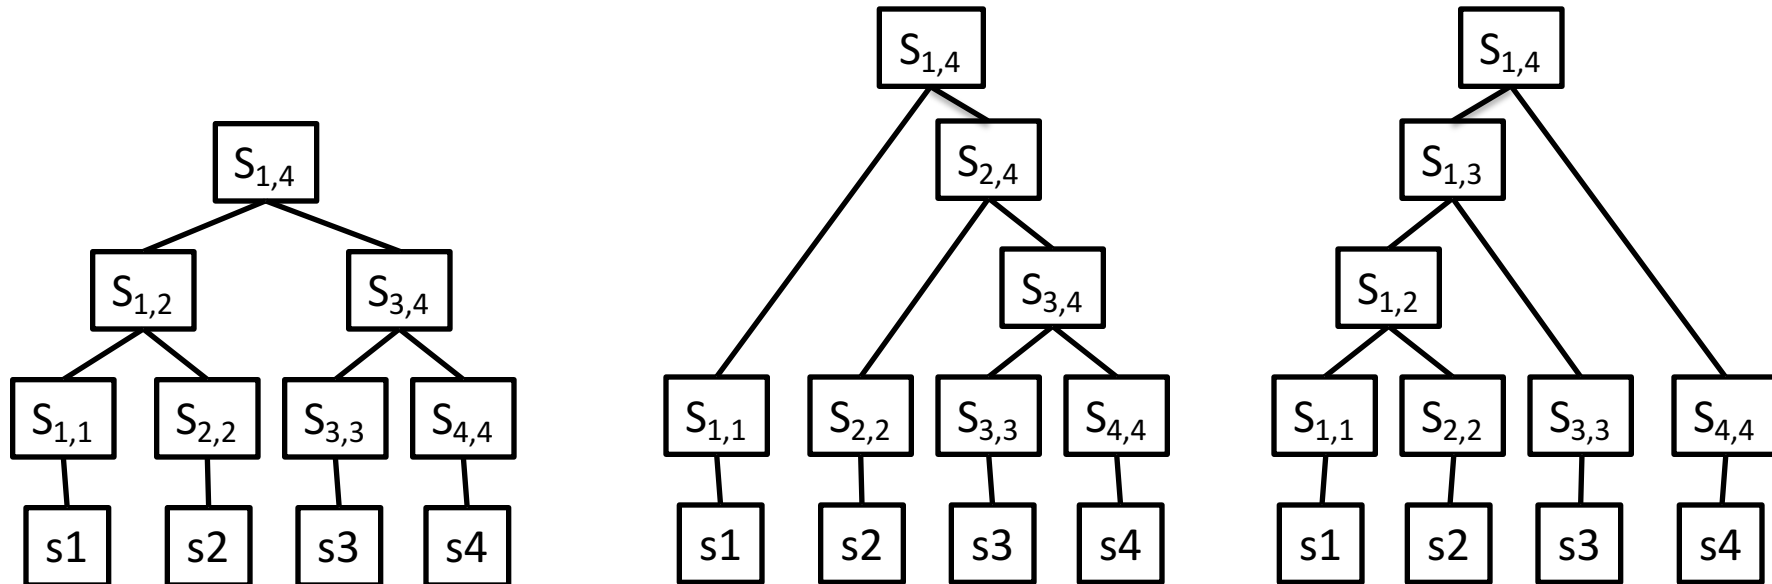 S1,4
S1,2 S3,4
S1,1 S2,2 S3,3 S4,4
s1 s2 s3 s4
S1,4
S2,4
S3,4
S1,1 S2,2 S3,3 S4,4
s1 s2 s3 s4
S1,4
S1,3
S1,2
S1,1 S2,2 S3,3 S4,4
s1 s2 s3 s4